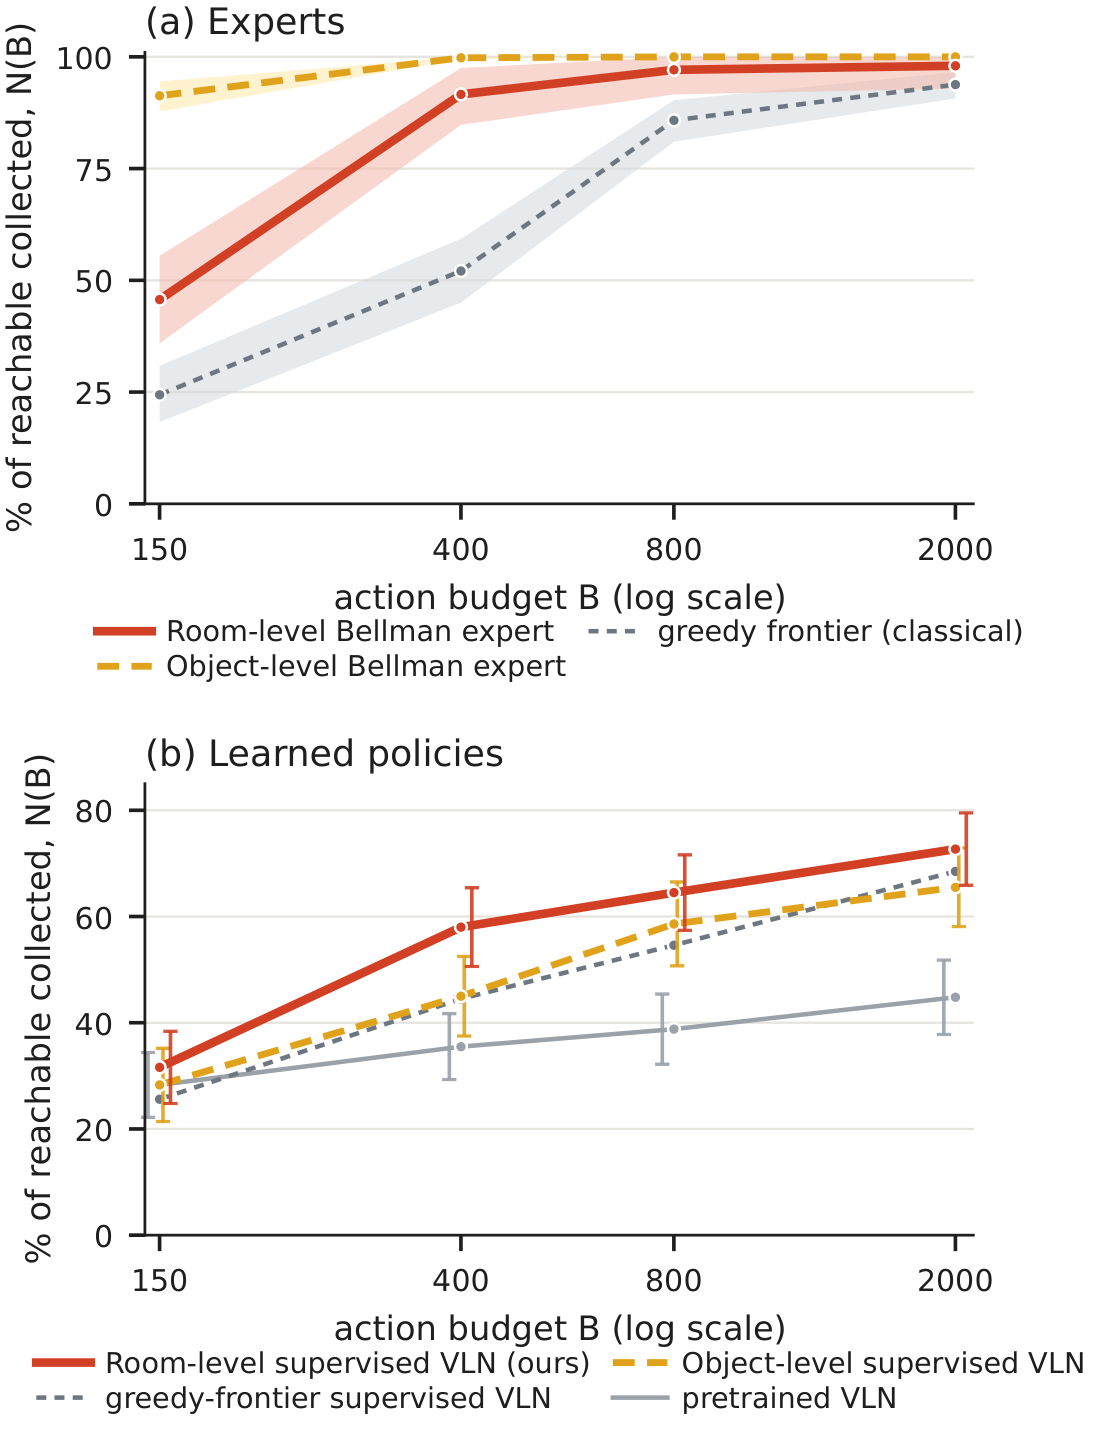 (a) Experts
% of reachable collected, N(B)
100
75
50
25
0
150 400 800 2000
action budget B (log scale)
Room-level Bellman expert greedy frontier (classical)
Object-level Bellman expert
(b) Learned policies
% of reachable collected, N(B)
80
60
40
20
0
150 400 800 2000
action budget B (log scale)
Room-level supervised VLN (ours) Object-level supervised VLN
greedy-frontier supervised VLN pretrained VLN